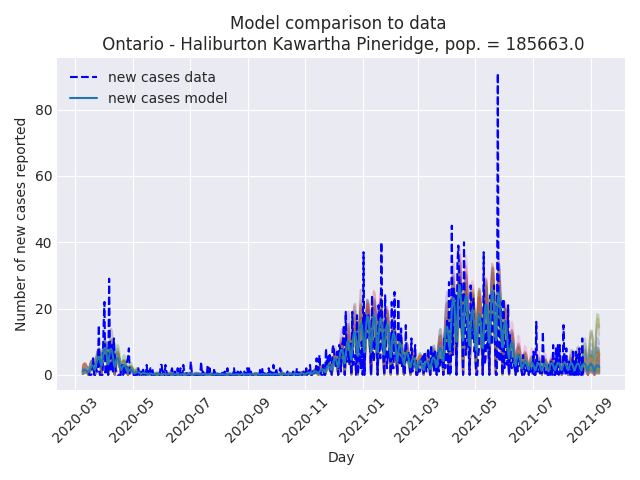 Model comparison to data
Ontario - Haliburton Kawartha Pineridge, pop. = 185663.0
new cases data
new cases model
Number of new cases reported
80
60
40
20
0
2020-03
2020-05
2020-07
2020-09
2020-11
2021-01
2021-03
2021-05
2021-07
2021-09
Day